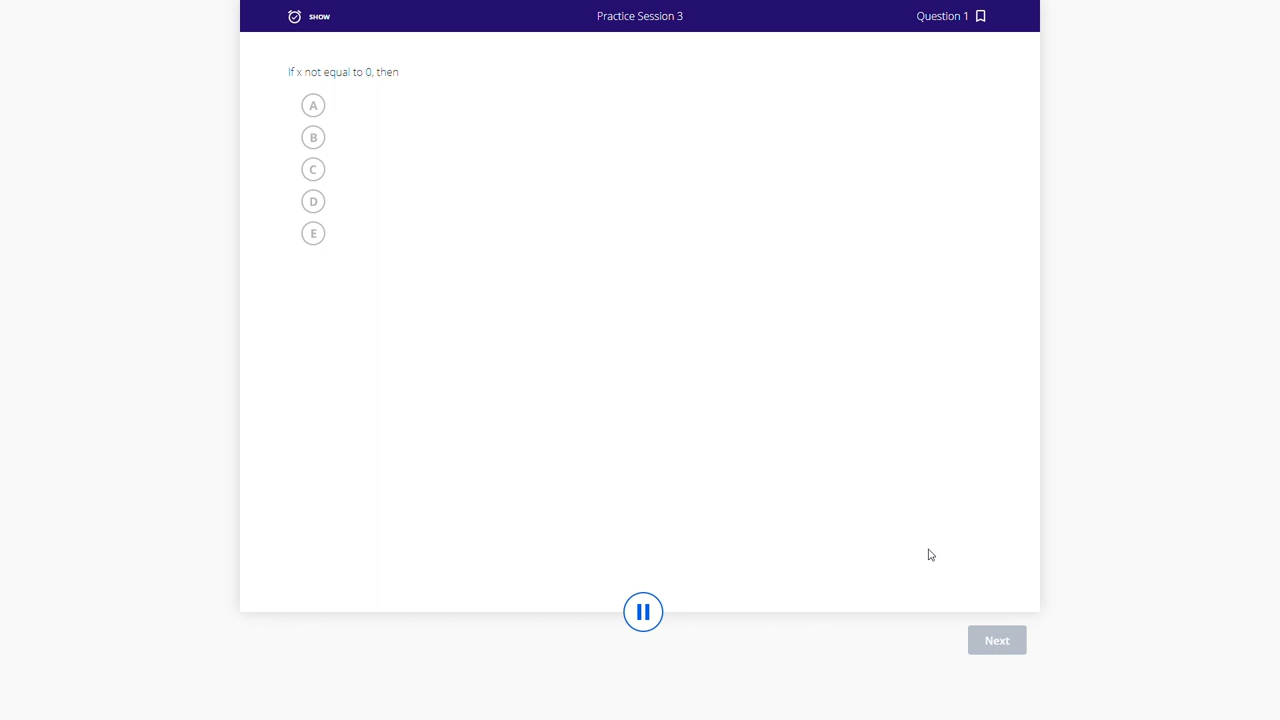 SHOW
Practice Session 3
Question 1
If x not equal to 0, then
A
B
C
D
E
Next